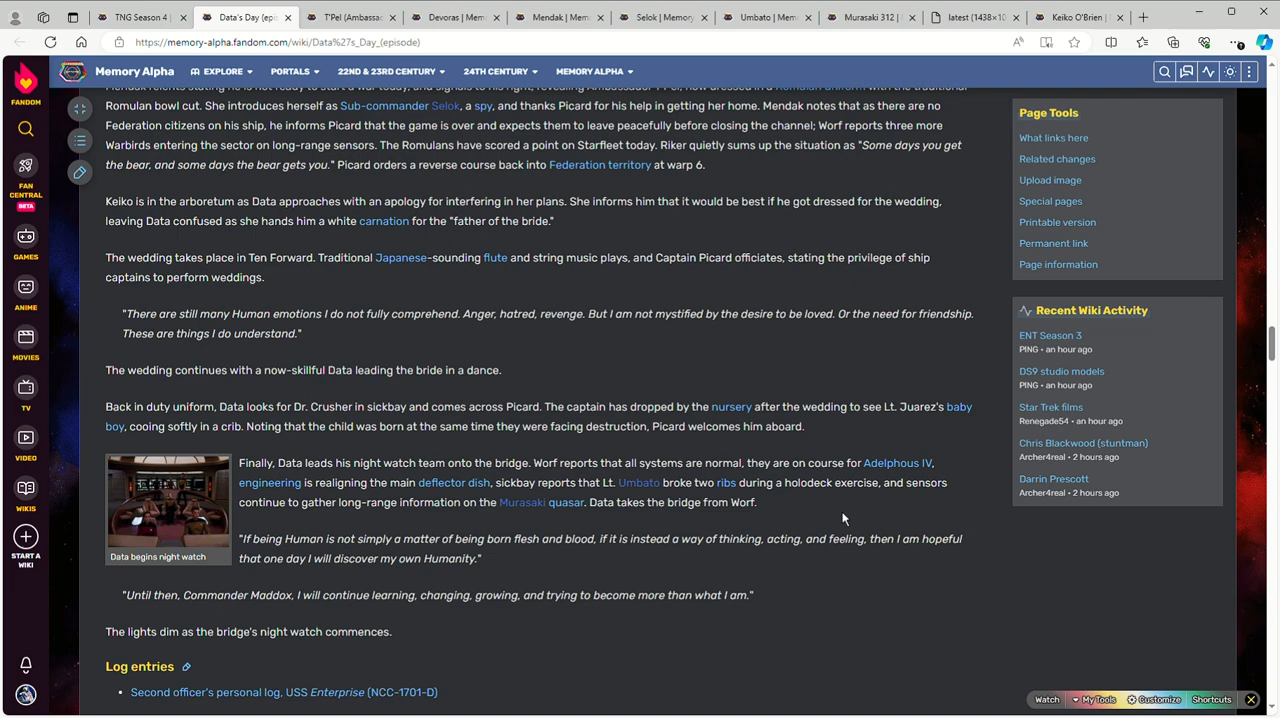 TNG Season 4 |
Data's Day (epis
T'Pel (Ambassac
Devoras | Memo
Mendak | Memo
Selok | Memory
Umbato | Memo
Murasaki 312 |
latest (1438×10
Keiko O'Brien |
https://memory-alpha.fandom.com/wiki/Data%27s_Day_(episode)
FANDOM
FAN CENTRAL
BETA
GAMES
ANIME
MOVIES
TV
VIDEO
WIKIS
START A WIKI
Memory Alpha
EXPLORE
PORTALS
22ND & 23RD CENTURY
24TH CENTURY
MEMORY ALPHA
Romulan bowl cut. She introduces herself as Sub-commander Selok, a spy, and thanks Picard for his help in getting her home. Mendak notes that as there are no
Federation citizens on his ship, he informs Picard that the game is over and expects them to leave peacefully before closing the channel; Worf reports three more
Warbirds entering the sector on long-range sensors. The Romulans have scored a point on Starfleet today. Riker quietly sums up the situation as "Some days you get
the bear, and some days the bear gets you." Picard orders a reverse course back into Federation territory at warp 6.
Keiko is in the arboretum as Data approaches with an apology for interfering in her plans. She informs him that it would be best if he got dressed for the wedding,
leaving Data confused as she hands him a white carnation for the "father of the bride."
The wedding takes place in Ten Forward. Traditional Japanese-sounding flute and string music plays, and Captain Picard officiates, stating the privilege of ship
captains to perform weddings.
"There are still many Human emotions I do not fully comprehend. Anger, hatred, revenge. But I am not mystified by the desire to be loved. Or the need for friendship.
These are things I do understand."
The wedding continues with a now-skillful Data leading the bride in a dance.
Back in duty uniform, Data looks for Dr. Crusher in sickbay and comes across Picard. The captain has dropped by the nursery after the wedding to see Lt. Juarez's baby
boy, cooing softly in a crib. Noting that the child was born at the same time they were facing destruction, Picard welcomes him aboard.
Data begins night watch
Finally, Data leads his night watch team onto the bridge. Worf reports that all systems are normal, they are on course for Adelphous IV,
engineering is realigning the main deflector dish, sickbay reports that Lt. Umbato broke two ribs during a holodeck exercise, and sensors
continue to gather long-range information on the Murasaki quasar. Data takes the bridge from Worf.
"If being Human is not simply a matter of being born flesh and blood, if it is instead a way of thinking, acting, and feeling, then I am hopeful
that one day I will discover my own Humanity."
"Until then, Commander Maddox, I will continue learning, changing, growing, and trying to become more than what I am."
The lights dim as the bridge's night watch commences.
Log entries
• Second officer's personal log, USS Enterprise (NCC-1701-D)
Page Tools
What links here
Related changes
Upload image
Special pages
Printable version
Permanent link
Page information
Recent Wiki Activity
ENT Season 3
PING • an hour ago
DS9 studio models
PING • an hour ago
Star Trek films
Renegade54 • an hour ago
Chris Blackwood (stuntman)
Archer4real • 2 hours ago
Darrin Prescott
Archer4real • 2 hours ago
Watch
My Tools
Customize
Shortcuts